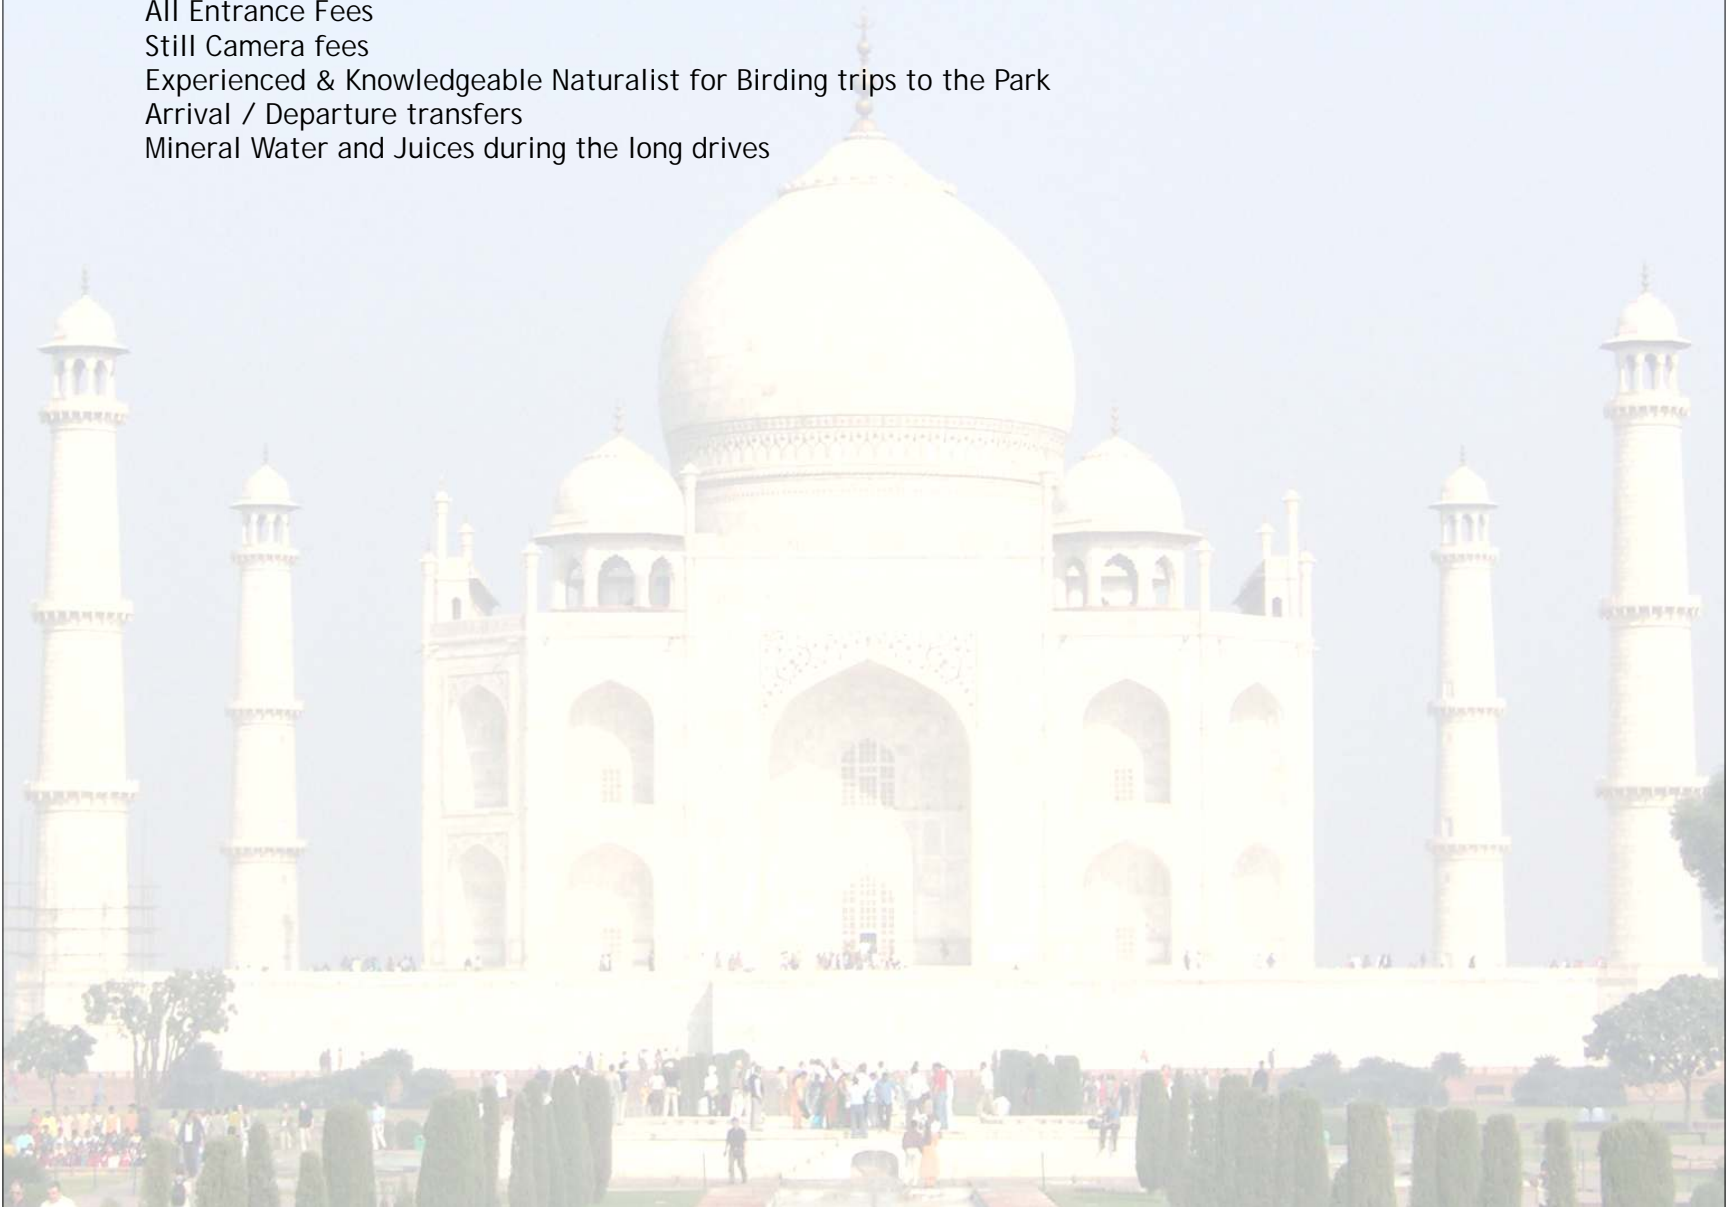 All Entrance Fees
Still Camera fees
Experienced & Knowledgeable Naturalist for Birding trips to the Park
Arrival / Departure transfers
Mineral Water and Juices during the long drives